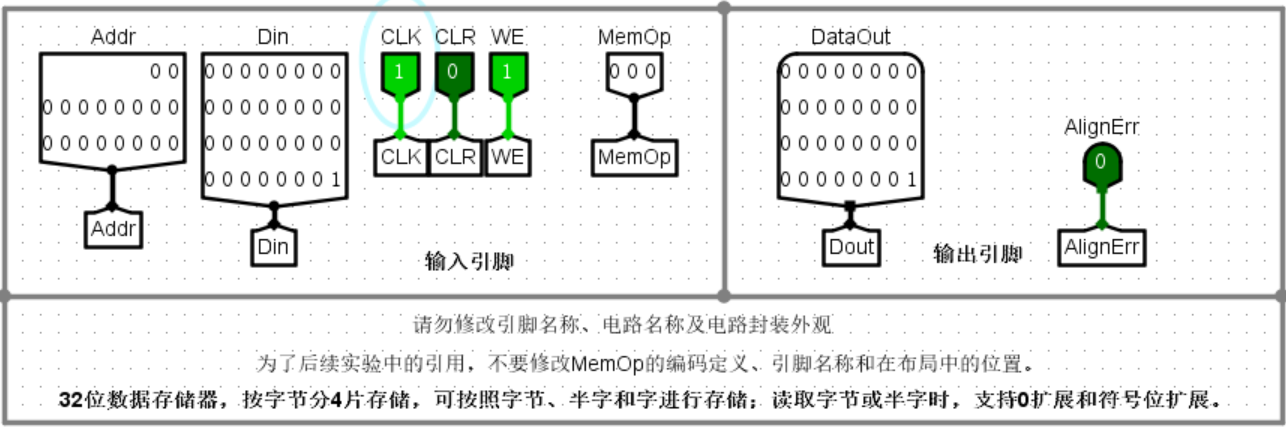 Addr Din CLK CLR WE MemOp DataOut
0 0 0 0 0 0 0 0 0 0 1 0 1 0 0 0 0 0 0 0 0 0 0 0
0 0 0 0 0 0 0 0 0 0 0 0 0 0 0 0 0 0 0 0 0 0 0 0
AlignErr
0 0 0 0 0 0 0 0 0 0 0 0 0 0 0 0 0 0 0 0 0 0 0 0
CLK CLR WE MemOp
0
0 0 0 0 0 0 0 1 0 0 0 0 0 0 0 1
Addr Din Dout AlignErr
输入引脚 输出引脚
请勿修改引脚名称、电路名称及电路封装外观
为了后续实验中的引用，不要修改MemOp的编码定义、引脚名称和在布局中的位置。
32位数据存储器，按字节分4片存储，可按照字节、半字和字进行存储；读取字节或半字时，支持0扩展和符号位扩展。